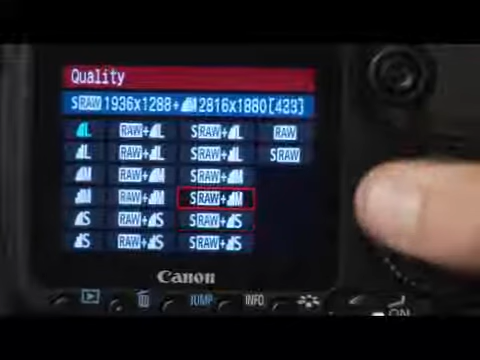 Quality
SRAW 1936x1288+M 2816x1880[433]
L RAW+L SRAW+L RAW
L RAW+L SRAW+L SRAW
M RAW+M SRAW+M
M RAW+M SRAW+M
S RAW+S SRAW+S
S RAW+S SRAW+S
Canon
JUMP INFO
ON